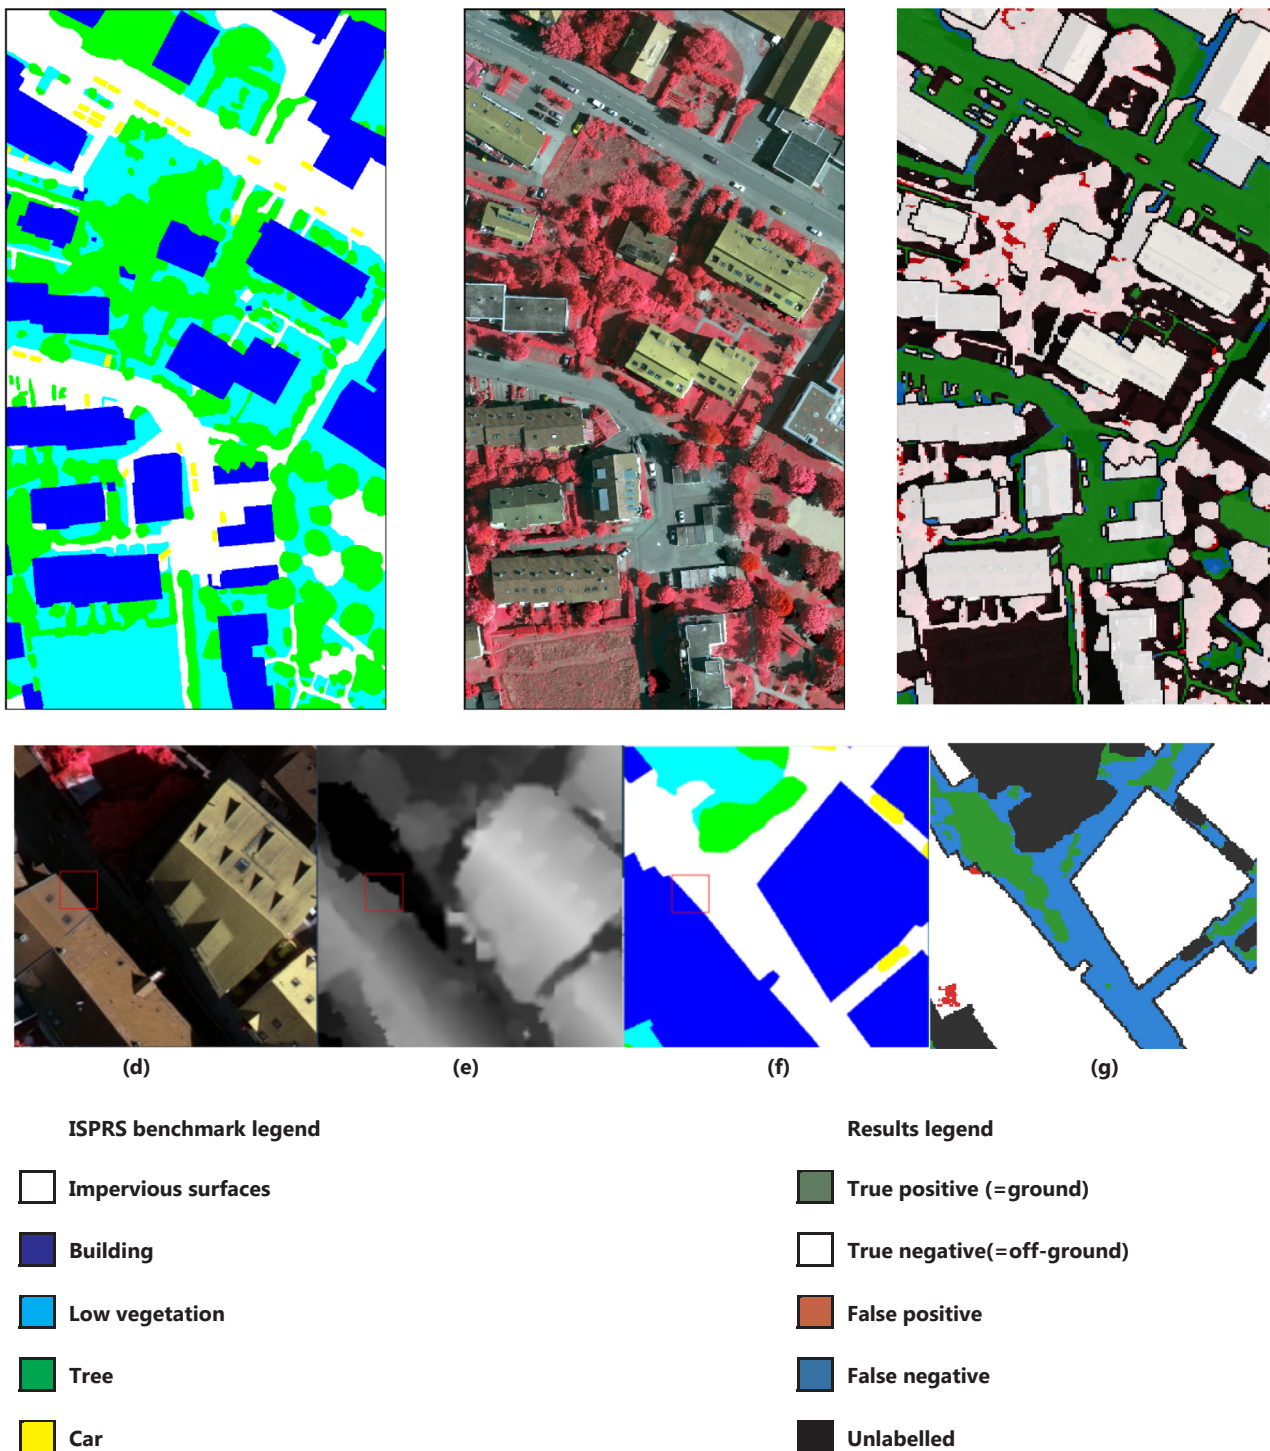 (d)
(e)
(f)
(g)
ISPRS benchmark legend
Impervious surfaces
Building
Low vegetation
Tree
Car
Results legend
True positive (=ground)
True negative(=off-ground)
False positive
False negative
Unlabelled